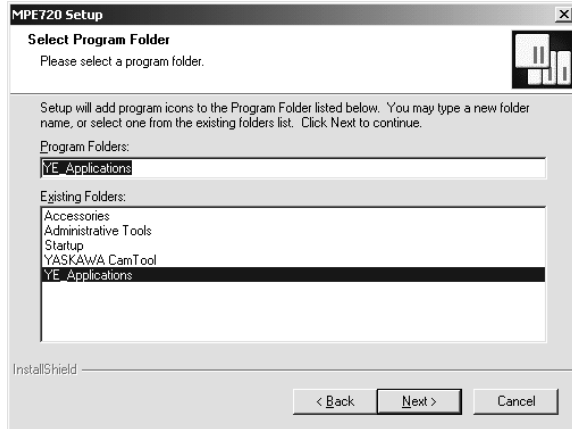 MPE720 Setup
Select Program Folder
Please select a program folder.
Setup will add program icons to the Program Folder listed below. You may type a new folder
name, or select one from the existing folders list. Click Next to continue.
Program Folders:
YE_Applications
Existing Folders:
Accessories
Administrative Tools
Startup
YASKAWA CamTool
YE_Applications
InstallShield
< Back Next > Cancel